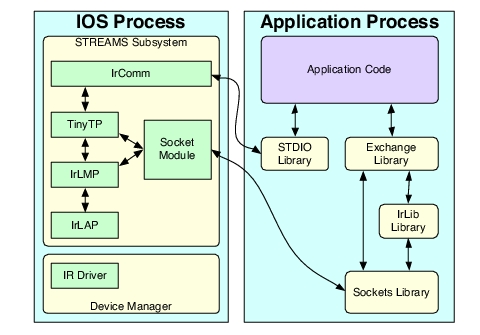 IOS Process
STREAMS Subsystem
IrComm
TinyTP
Socket
Module
IrLMP
IrLAP
IR Driver
Device Manager
Application Process
Application Code
STDIO
Library
Exchange
Library
IrLib
Library
Sockets Library